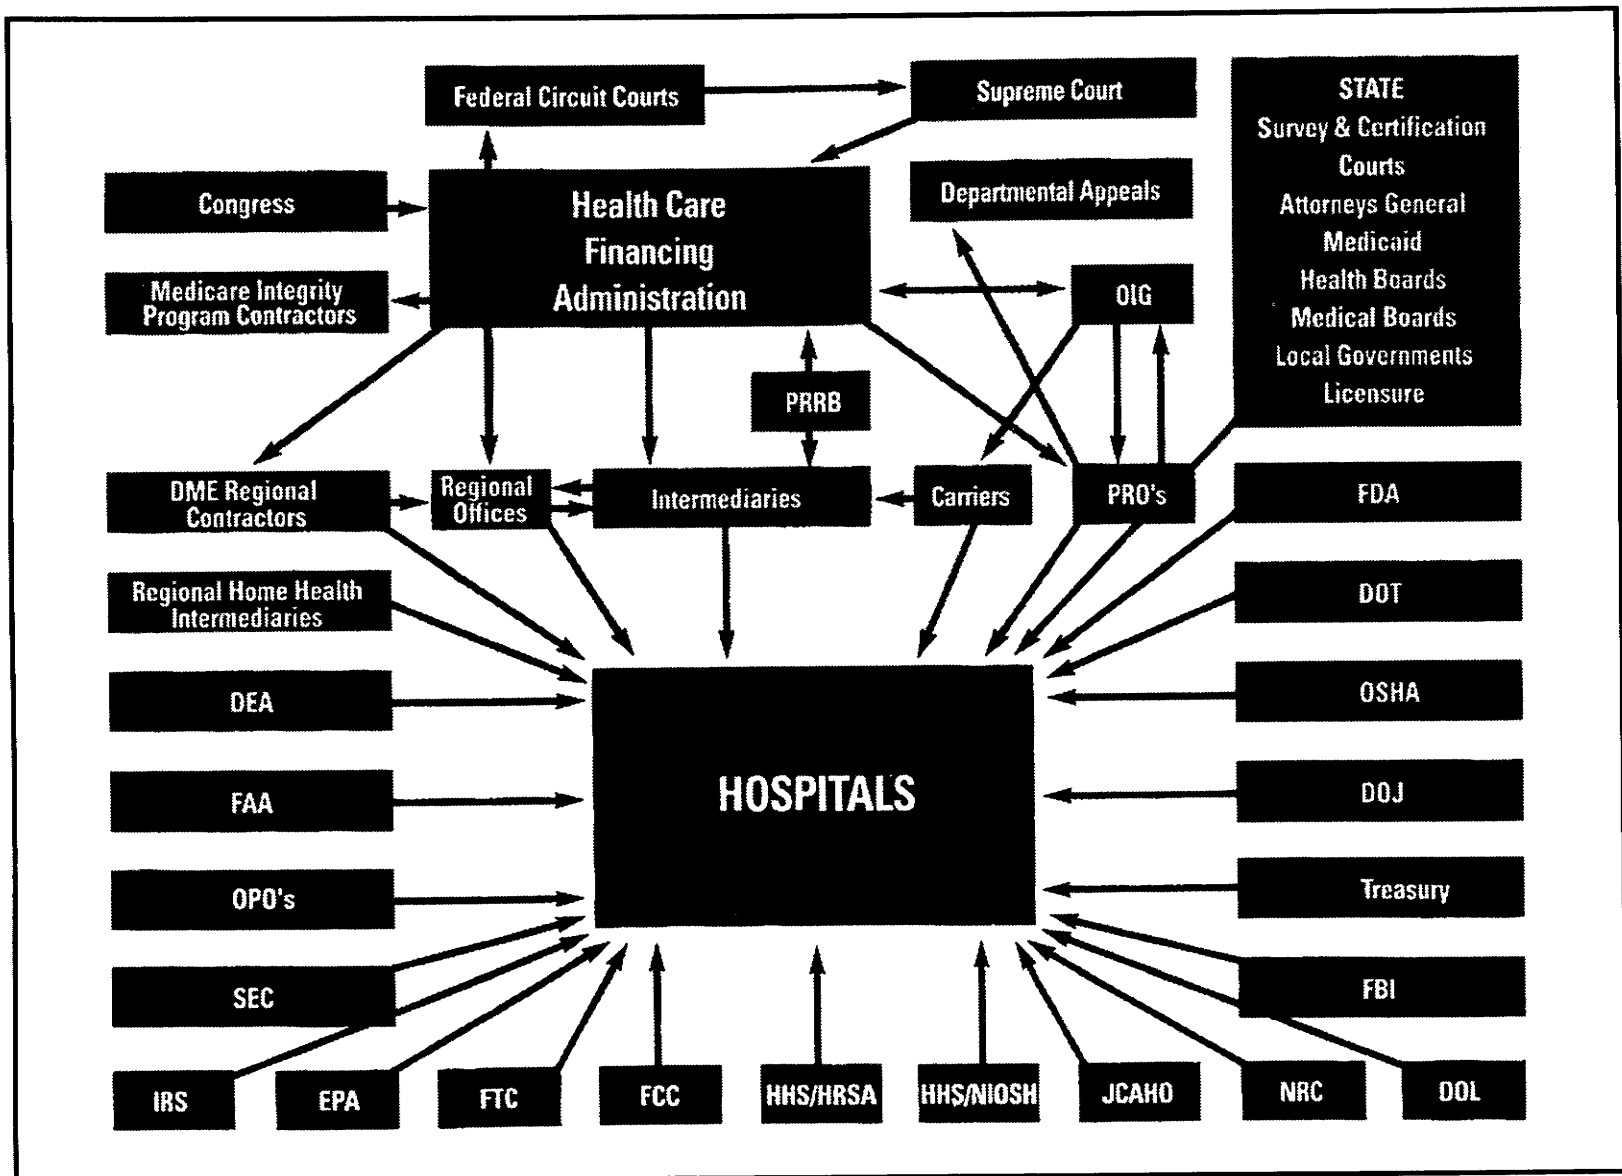 Federal Circuit Courts
Supreme Court
STATE
Survey & Certification
Courts
Attorneys General
Medicaid
Health Boards
Medical Boards
Local Governments
Licensure
Congress
Health Care
Financing
Administration
Departmental Appeals
Medicare Integrity
Program Contractors
OIG
PRRB
DME Regional
Contractors
Regional
Offices
Intermediaries
Carriers
PRO's
FDA
Regional Home Health
Intermediaries
DOT
DEA
OSHA
HOSPITALS
FAA
DOJ
OPO's
Treasury
SEC
FBI
IRS
EPA
FTC
FCC
HHS/HRSA
HHS/NIOSH
JCAHO
NRC
DOL